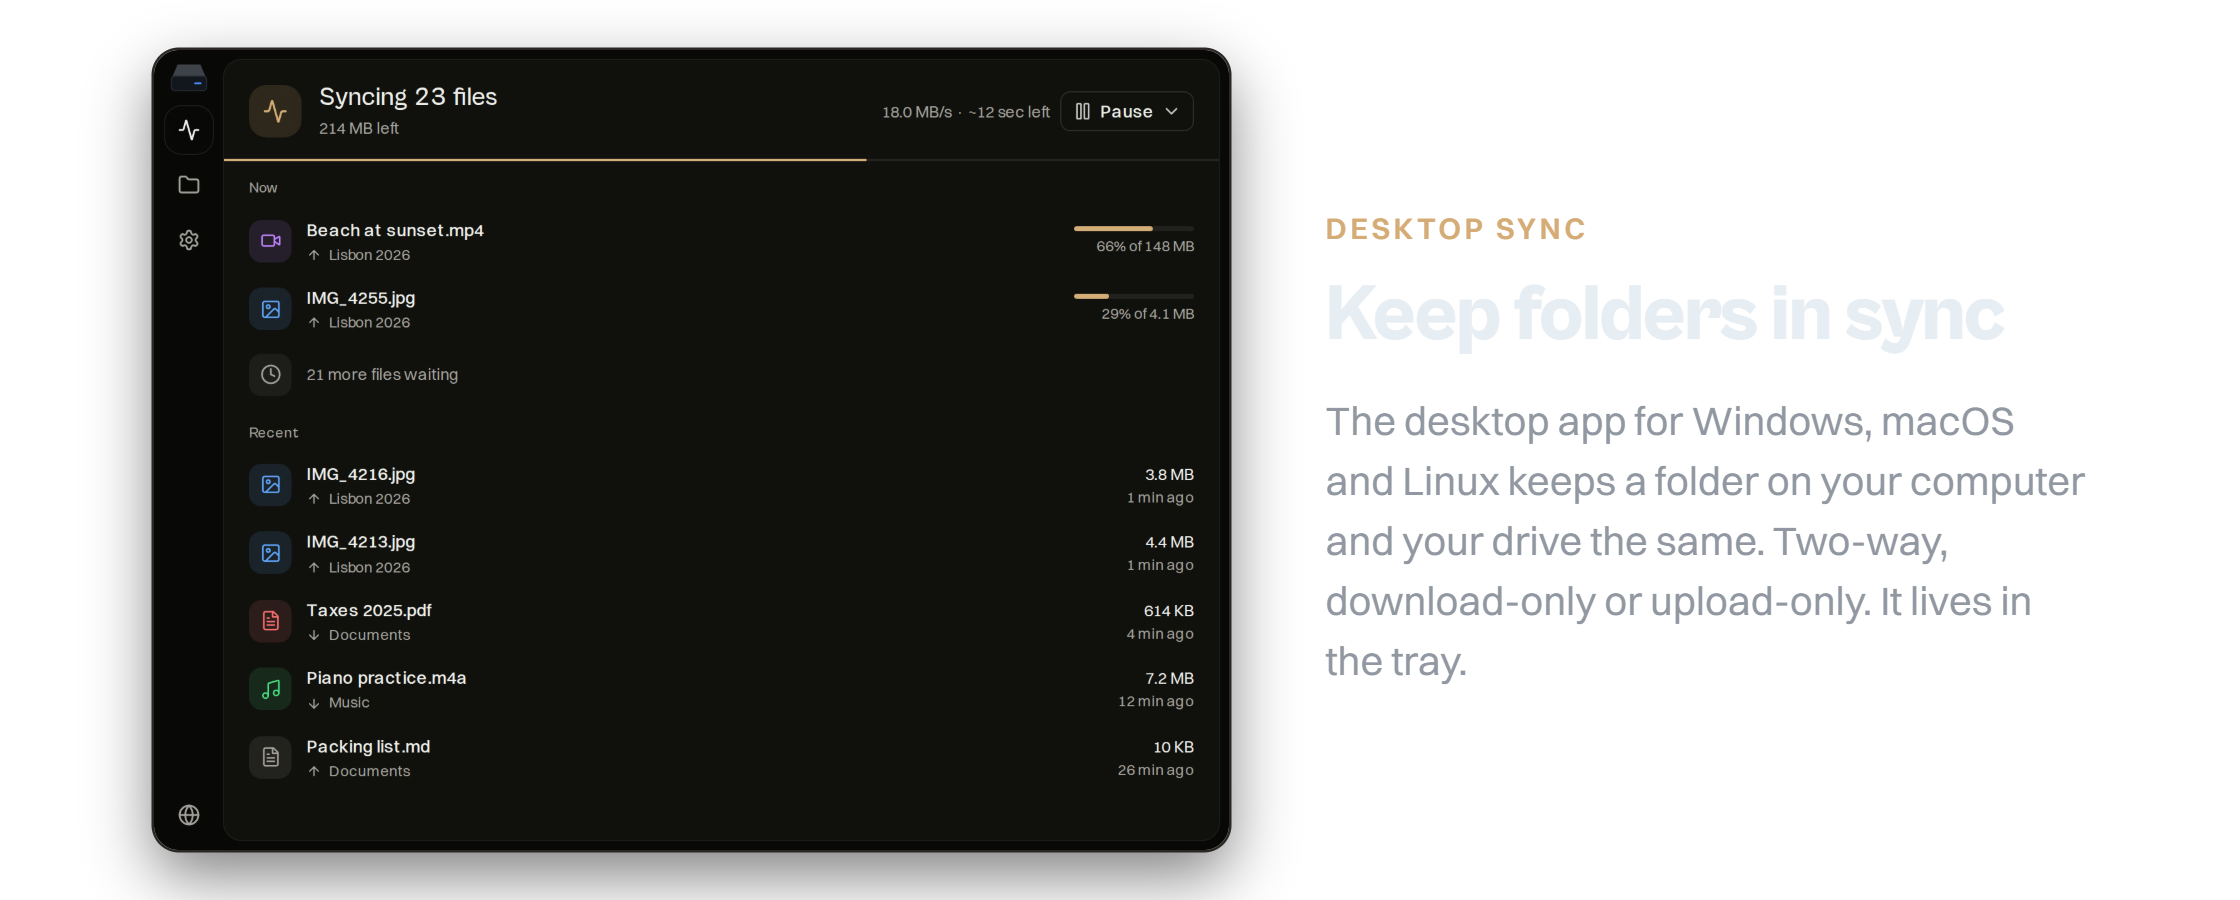 Syncing 23 files
214 MB left
18.0 MB/s · ~12 sec left
Pause
Now
Beach at sunset.mp4
Lisbon 2026
66% of 148 MB
IMG_4255.jpg
Lisbon 2026
29% of 4.1 MB
21 more files waiting
Recent
IMG_4216.jpg
Lisbon 2026
3.8 MB
1 min ago
IMG_4213.jpg
Lisbon 2026
4.4 MB
1 min ago
Taxes 2025.pdf
Documents
614 KB
4 min ago
Piano practice.m4a
Music
7.2 MB
12 min ago
Packing list.md
Documents
10 KB
26 min ago
DESKTOP SYNC
Keep folders in sync
The desktop app for Windows, macOS
and Linux keeps a folder on your computer
and your drive the same. Two-way,
download-only or upload-only. It lives in
the tray.